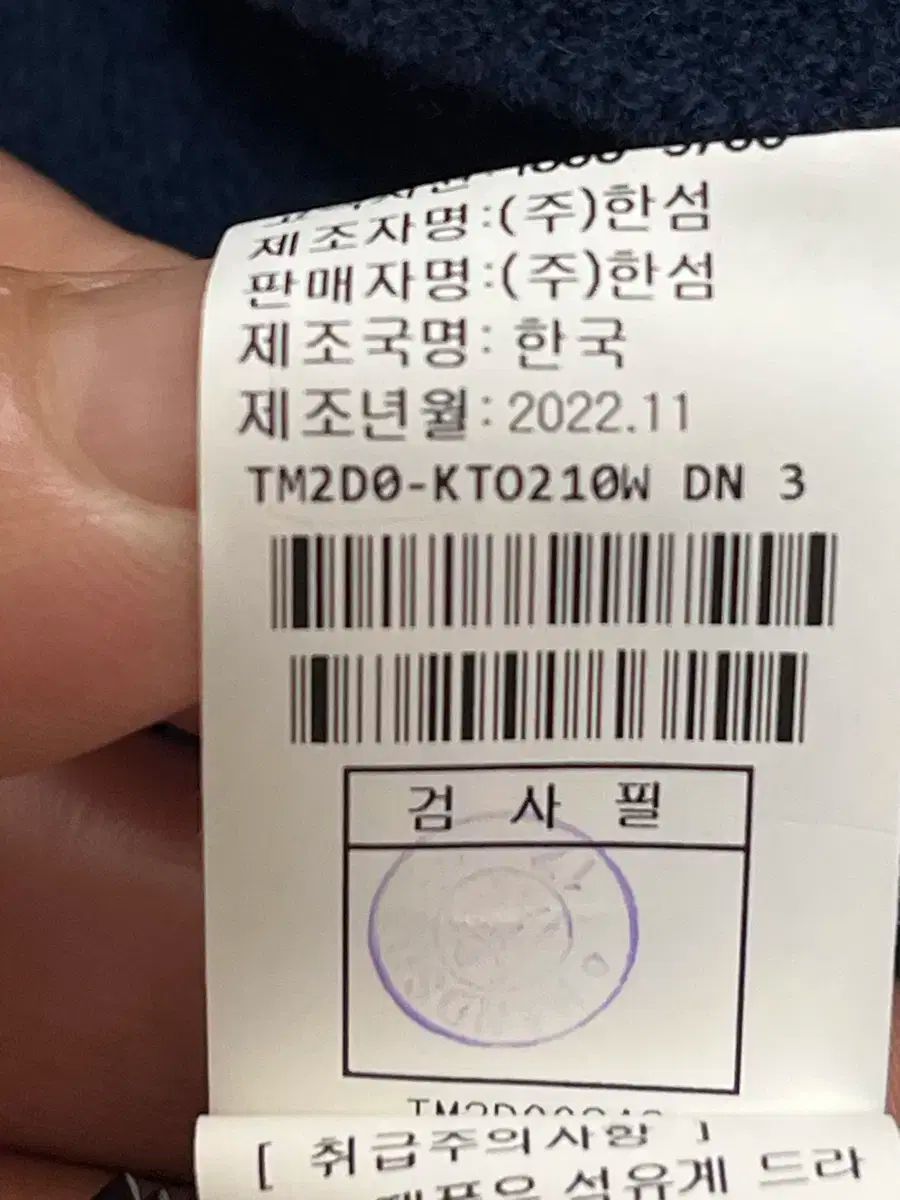 제조자명:(주)한섬
판매자명:(주)한섬
제조국명: 한국
제조년월: 2022.11
TM2D0-KTO210W DN 3
검 사 필
[ 취급주의사항 ]
드라